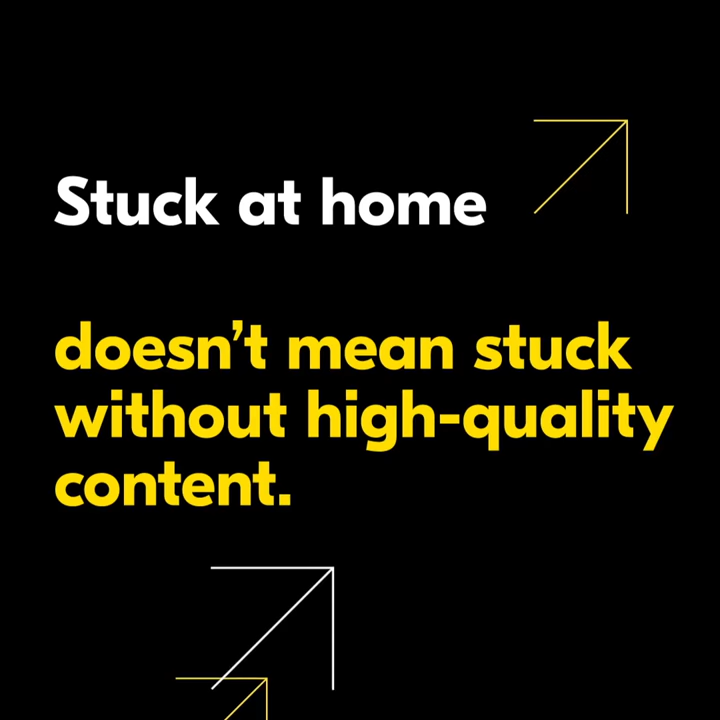 Stuck at home
doesn’t mean stuck
without high-quality
content.